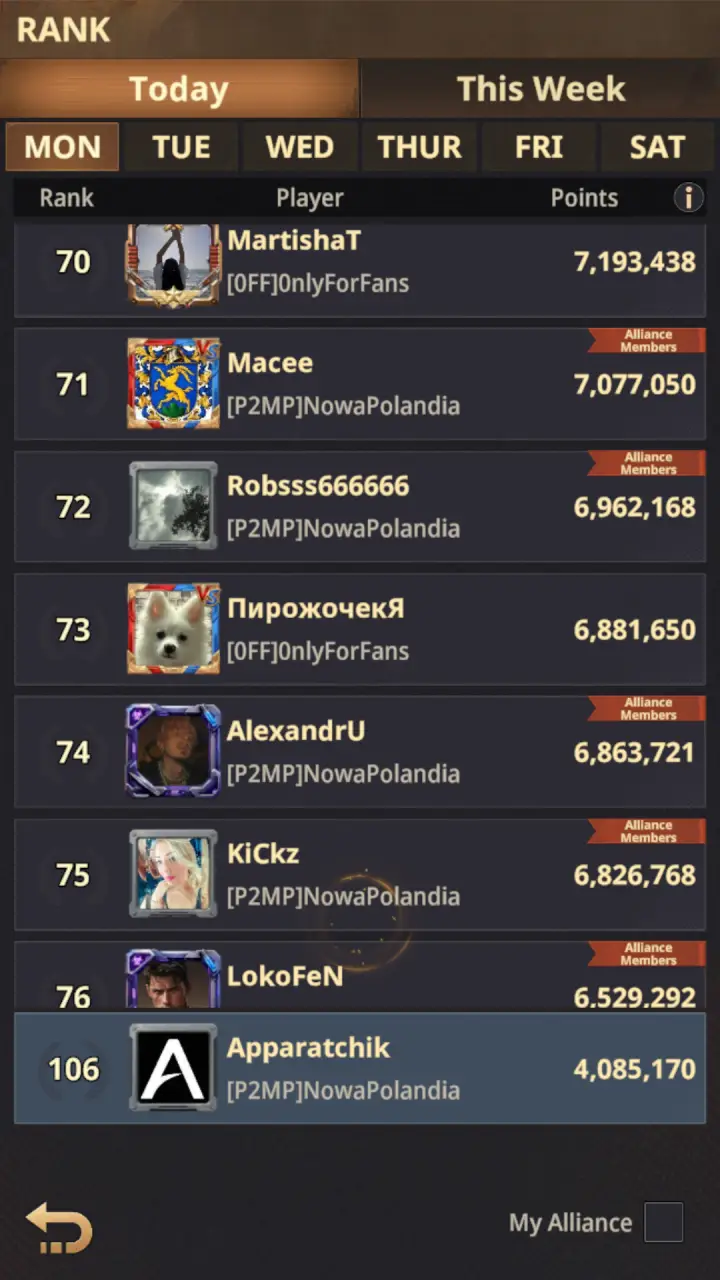 RANK
Today
This Week
MON
TUE
WED
THUR
FRI
SAT
Rank
Player
Points
70
MartishaT
[0FF]0nlyForFans
7,193,438
71
Macee
[P2MP]NowaPolandia
Alliance
Members
7,077,050
72
Robsss666666
[P2MP]NowaPolandia
Alliance
Members
6,962,168
73
ПирожочекЯ
[0FF]0nlyForFans
6,881,650
74
AlexandrU
[P2MP]NowaPolandia
Alliance
Members
6,863,721
75
KiCkz
[P2MP]NowaPolandia
Alliance
Members
6,826,768
76
LokoFeN
Alliance
Members
6,529,292
106
Apparatchik
[P2MP]NowaPolandia
4,085,170
My Alliance